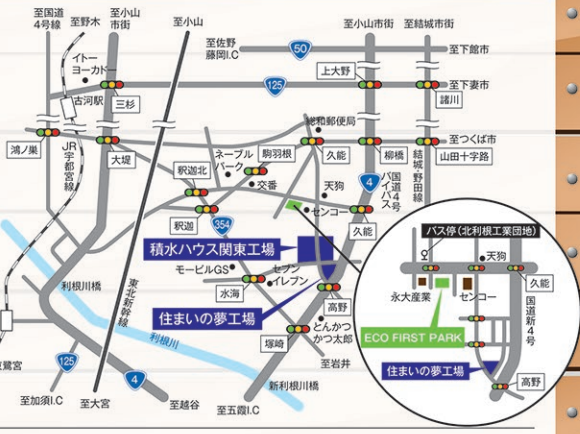 至国道
4号線
至野木
至小山
市街
至小山
至小山市街
至結城市街
至佐野
藤岡I.C
50
至下館市
イトー
ヨーカドー
古河駅
三杉
125
上大野
諸川
至下妻市
総和郵便局
鴻ノ巣
JR宇都宮線
大堤
釈迦北
ネーブル
パーク
交番
駒羽根
久能
柳橋
結城・野田線
山田十字路
至つくば市
4
国道4号
バイパス
天狗
センコー
久能
釈迦
354
積水ハウス関東工場
モービルGS
セブン
イレブン
水海
高野
住まいの夢工場
とんかつ
かつ太郎
塚崎
至岩井
利根川橋
東北新幹線
利根川
新利根川橋
鷲宮
125
4
至加須I.C
至大宮
至越谷
至五霞I.C
バス停(北利根工業団地)
天狗
久能
永大産業
センコー
国道新4号
ECO FIRST PARK
住まいの夢工場
高野